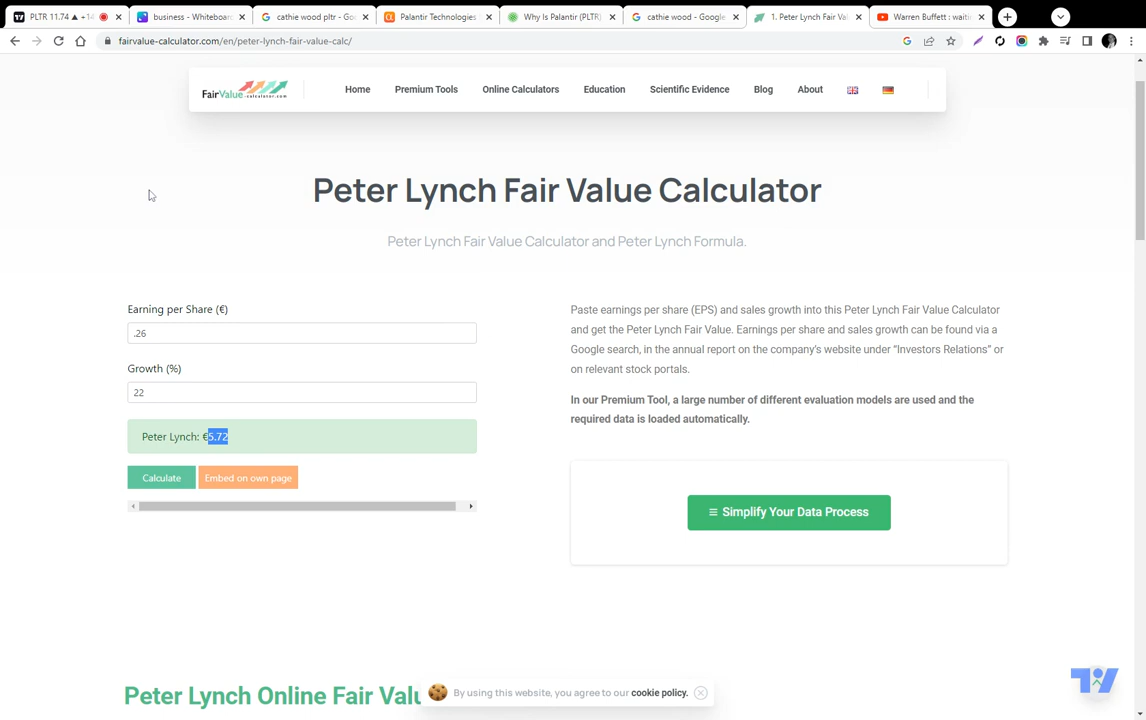 PLTR 11.74 ▲ +14
business - Whiteboard
cathie wood pltr - Goo
Palantir Technologies
Why Is Palantir (PLTR)
cathie wood - Google
1. Peter Lynch Fair Val
Warren Buffett: waitin
fairvalue-calculator.com/en/peter-lynch-fair-value-calc/
FairValue-calculator.com
Home
Premium Tools
Online Calculators
Education
Scientific Evidence
Blog
About
Peter Lynch Fair Value Calculator
Peter Lynch Fair Value Calculator and Peter Lynch Formula.
Earning per Share (€)
.26
Growth (%)
22
Peter Lynch: €5.72
Calculate
Embed on own page
Paste earnings per share (EPS) and sales growth into this Peter Lynch Fair Value Calculator
and get the Peter Lynch Fair Value. Earnings per share and sales growth can be found via a
Google search, in the annual report on the company's website under "Investors Relations" or
on relevant stock portals.
In our Premium Tool, a large number of different evaluation models are used and the
required data is loaded automatically.
≡ Simplify Your Data Process
Peter Lynch Online Fair Valu
By using this website, you agree to our cookie policy.